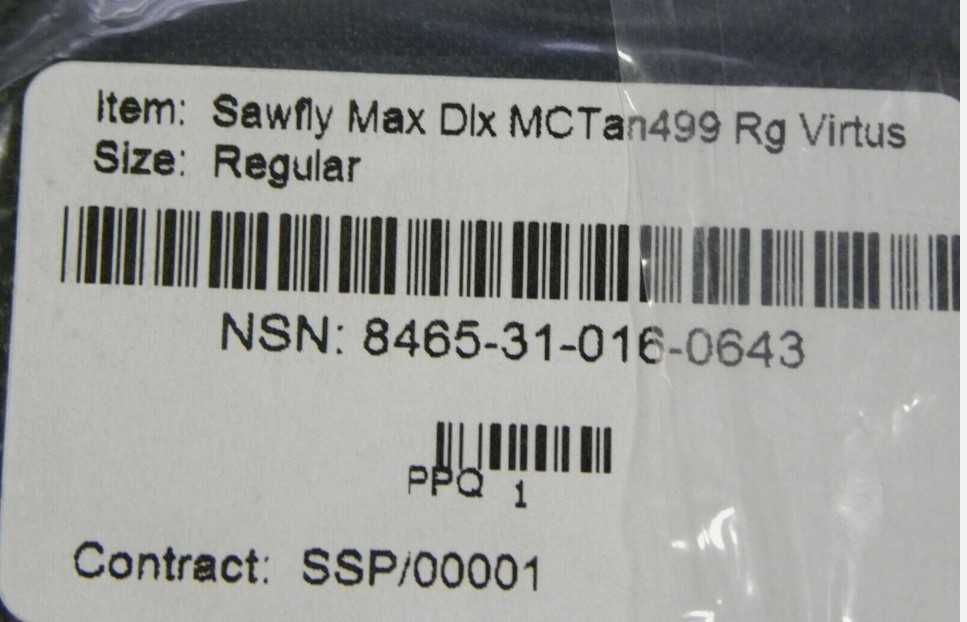 Item: Sawfly Max Dlx MCTan499 Rg Virtus
Size: Regular
NSN: 8465-31-016-0643
PPQ 1
Contract: SSP/00001